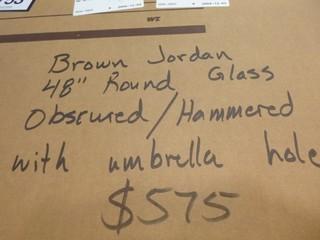 Brown Jordan
48" Round Glass
Obscured/Hammered
with umbrella hole
$575